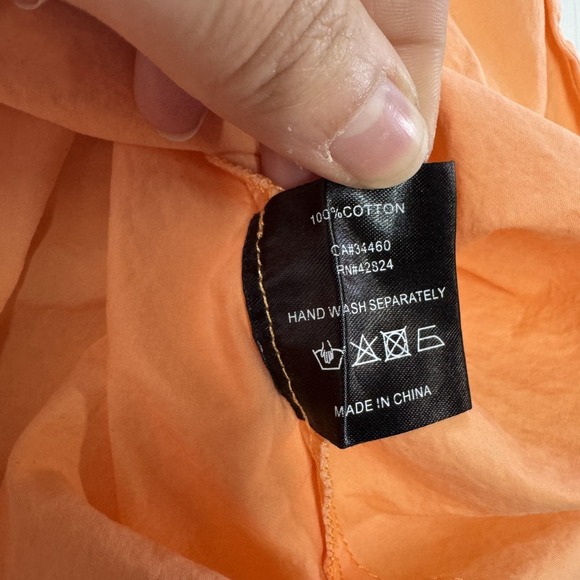 100%COTTON
CA#34460
RN#42824
HAND WASH SEPARATELY
MADE IN CHINA